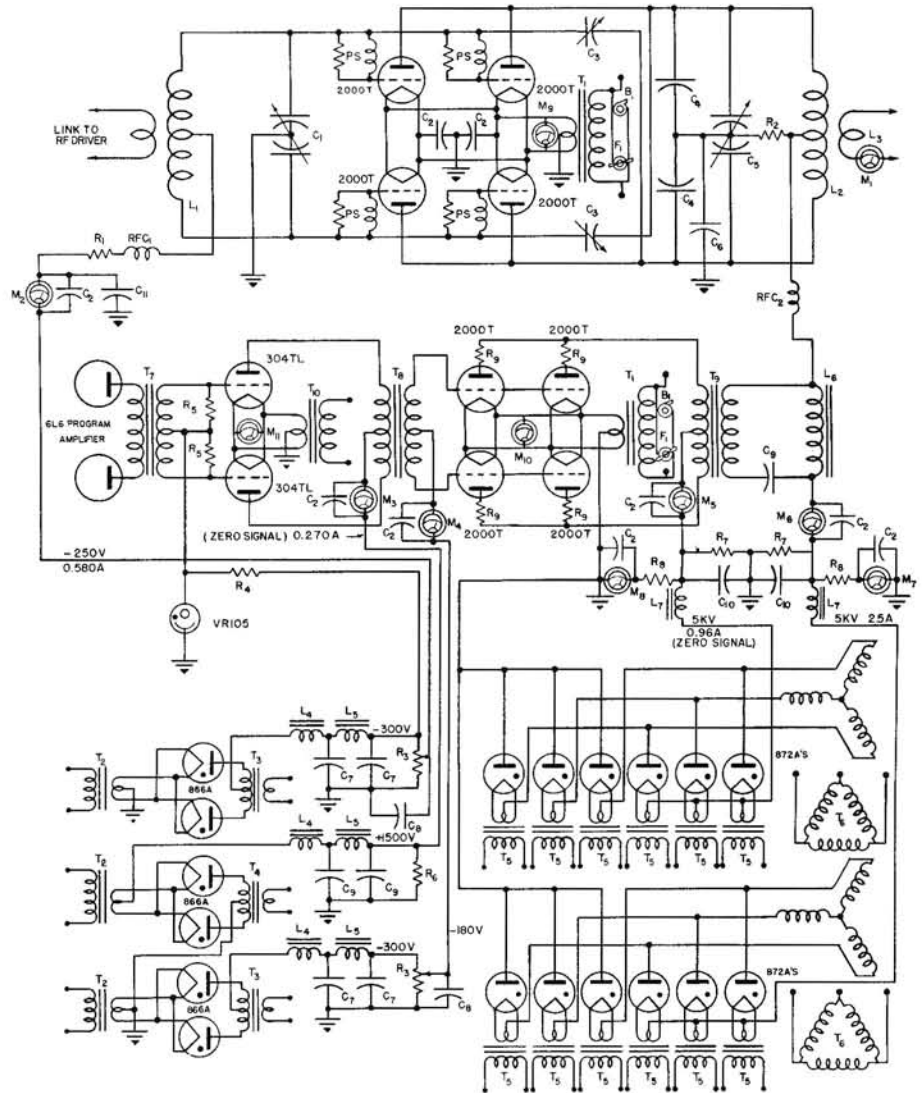 PS
PS
C3
2000T
2000T
T1
M9
B1
C2
C2
F1
C4
R2
L3
LINK TO
RF DRIVER
C1
C5
M1
2000T
2000T
L1
PS
PS
C3
C4
L2
C6
R1
RFC1
M2
C2
C11
RFC2
2000T
2000T
304TL
T7
T8
R9
R9
T1
T9
L6
T10
B1
6L6 PROGRAM
AMPLIFIER
R5
R5
M11
M10
F1
C9
304TL
C2
M3
C2
M4
R9
R9
2000T
2000T
C2
M5
M6
C2
(ZERO SIGNAL) 0.270A
-250V
0.580A
R4
C2
M8
R8
R7
R7
R8
C2
M7
C10
C10
L7
L7
5KV
0.96A
(ZERO SIGNAL)
5KV 2.5A
VR105
L4
L5
-300V
T2
866A
T3
C7
C7
R3
C8
872A'S
T6
T5
T5
T5
T5
T5
T5
L4
L5
+1500V
T2
866A
T4
C9
C9
R6
-180V
L4
L5
-300V
T2
866A
T3
C7
C7
R3
C8
872A'S
T6
T5
T5
T5
T5
T5
T5